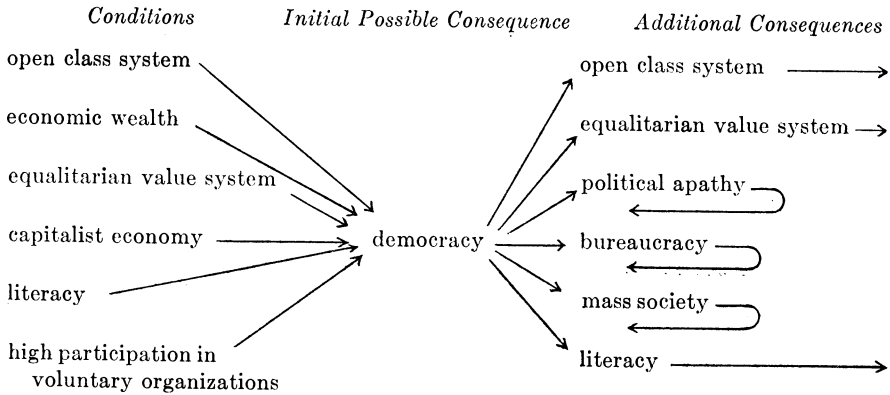 Conditions
Initial Possible Consequence
Additional Consequences
open class system
economic wealth
equalitarian value system
capitalist economy
literacy
high participation in
voluntary organizations
democracy
open class system
equalitarian value system
political apathy
bureaucracy
mass society
literacy